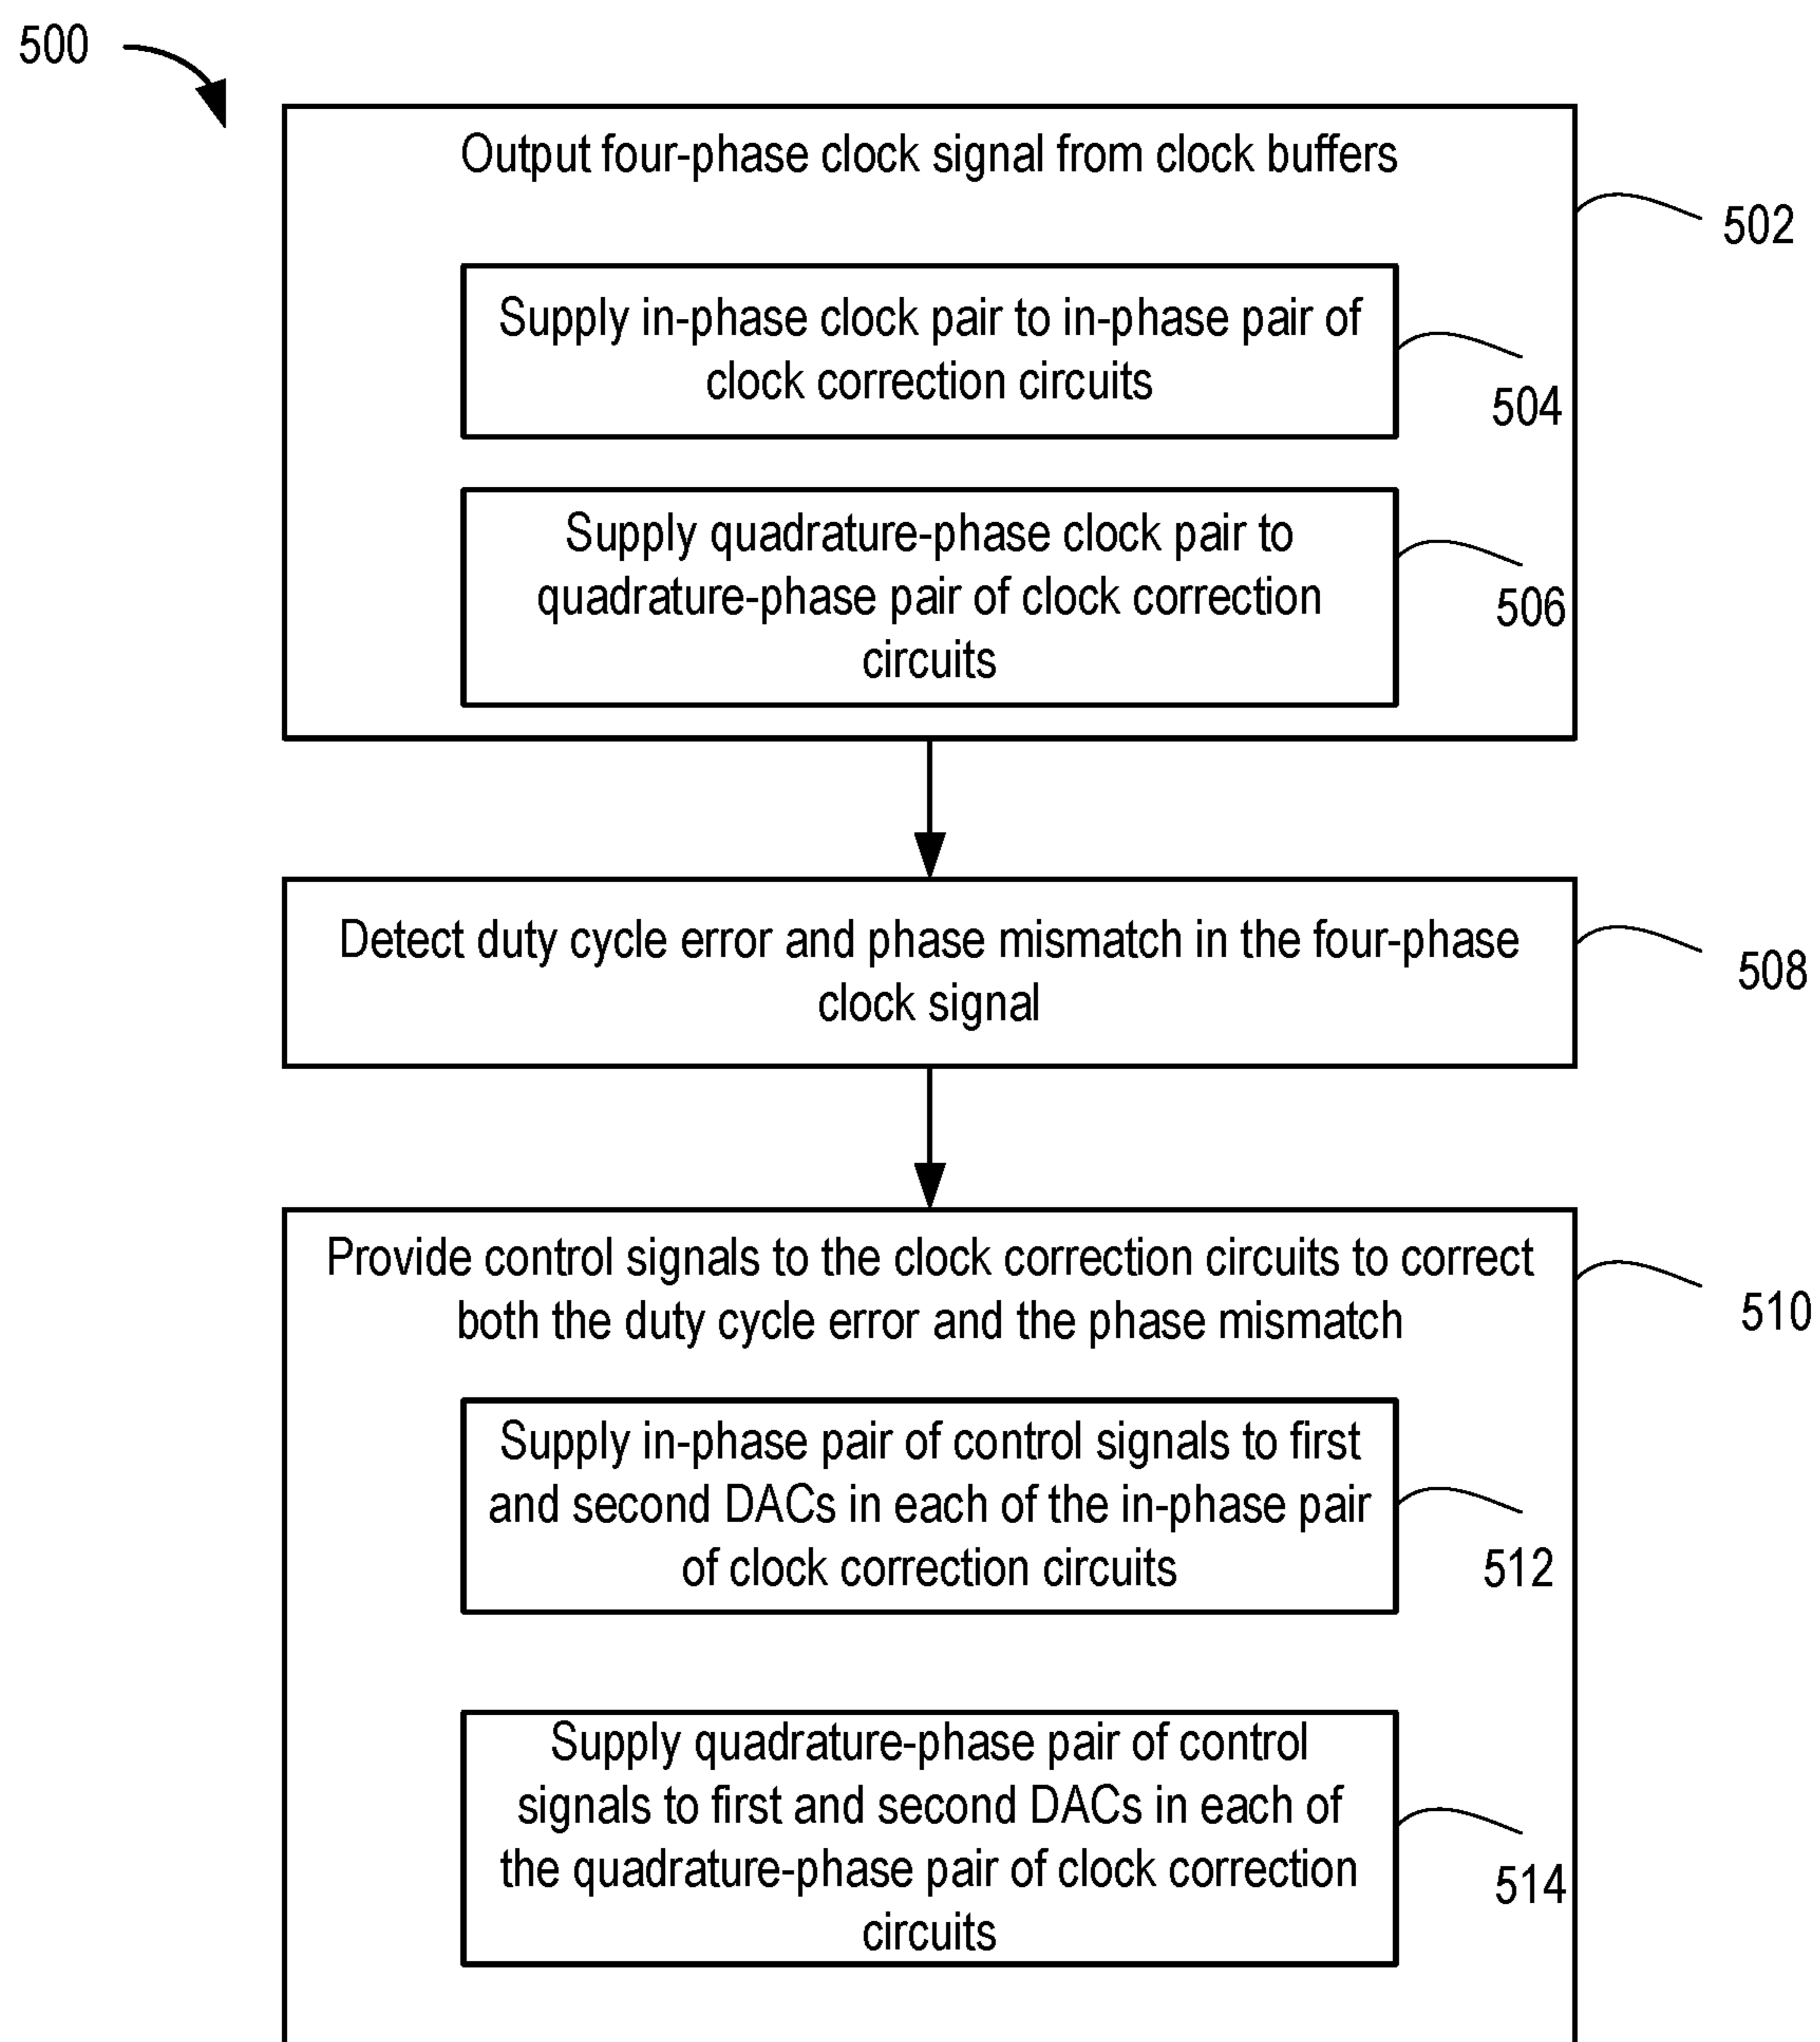 500
Output four-phase clock signal from clock buffers
502
Supply in-phase clock pair to in-phase pair of
clock correction circuits
504
Supply quadrature-phase clock pair to
quadrature-phase pair of clock correction
circuits
506
Detect duty cycle error and phase mismatch in the four-phase
clock signal
508
Provide control signals to the clock correction circuits to correct
both the duty cycle error and the phase mismatch
510
Supply in-phase pair of control signals to first
and second DACs in each of the in-phase pair
of clock correction circuits
512
Supply quadrature-phase pair of control
signals to first and second DACs in each of
the quadrature-phase pair of clock correction
circuits
514